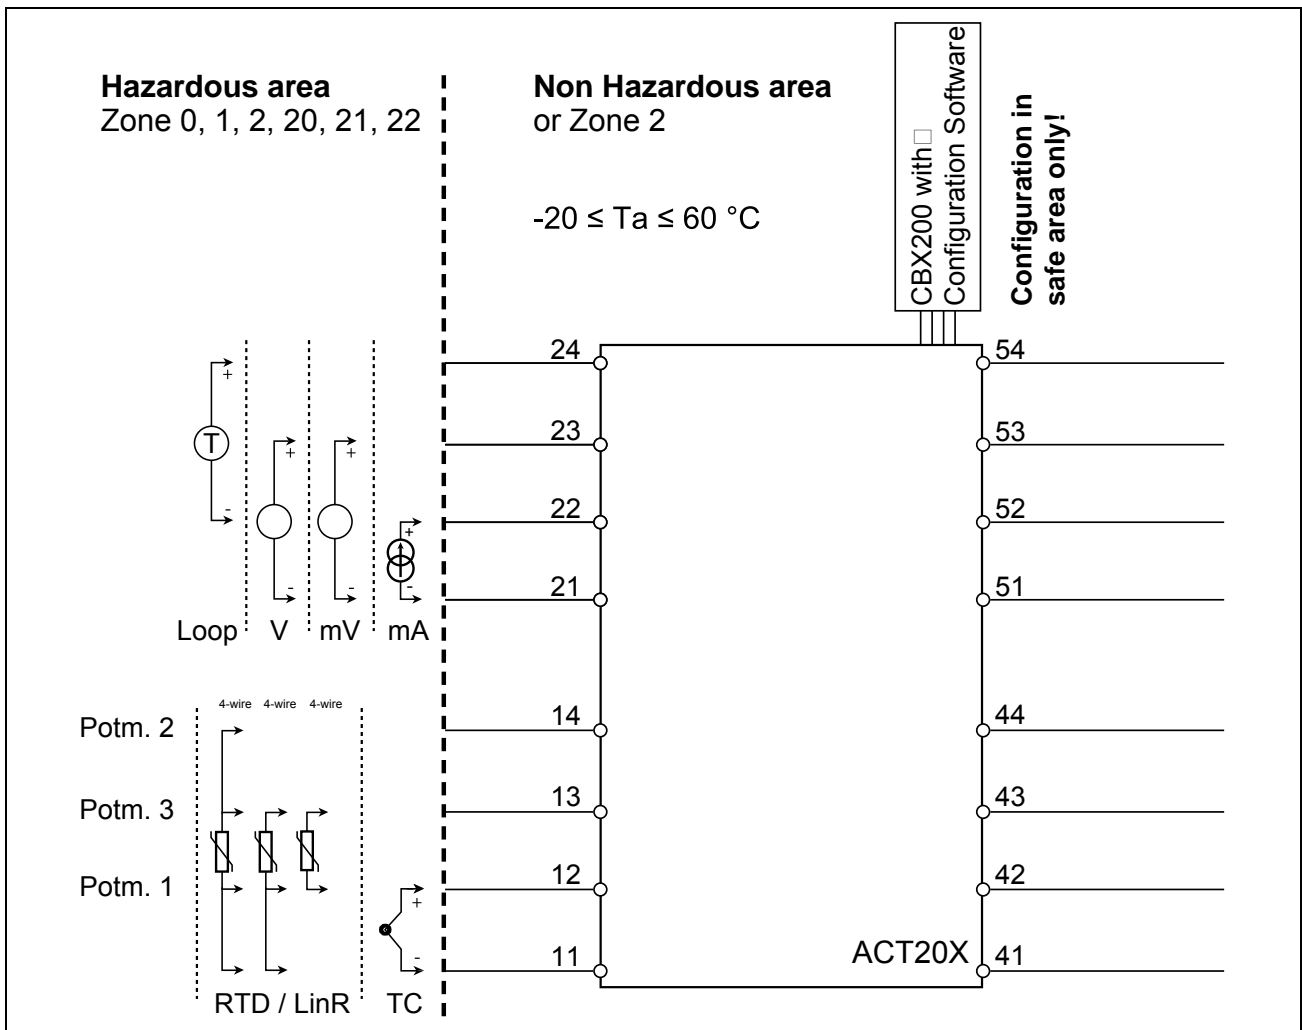 Hazardous area
Zone 0, 1, 2, 20, 21, 22
Non Hazardous area
or Zone 2
-20 ≤ Ta ≤ 60 °C
CBX200 with□
Configuration Software
Configuration in
safe area only!
24
23
22
21
54
53
52
51
+
-
T
+
-
+
-
+
-
Loop
V
mV
mA
4-wire
4-wire
4-wire
Potm. 2
Potm. 3
Potm. 1
+
-
RTD / LinR
TC
14
13
12
11
ACT20X
44
43
42
41